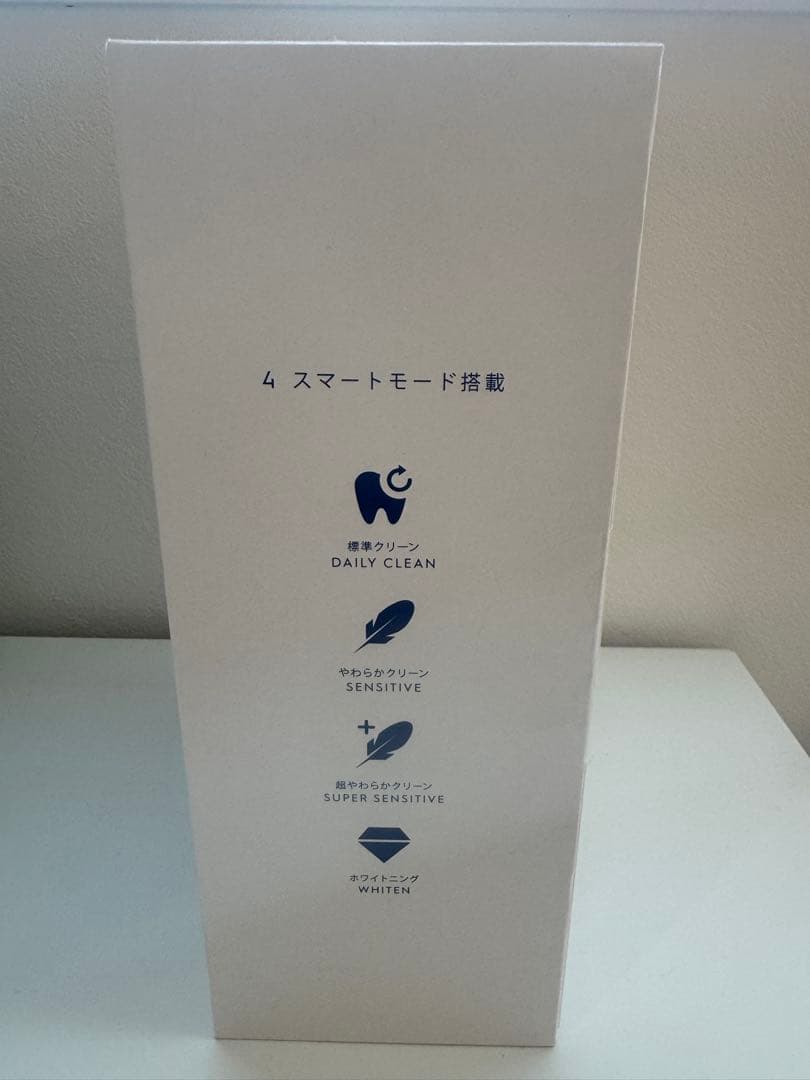 4 スマートモード搭載
標準クリーン
DAILY CLEAN
やわらかクリーン
SENSITIVE
超やわらかクリーン
SUPER SENSITIVE
ホワイトニング
WHITEN